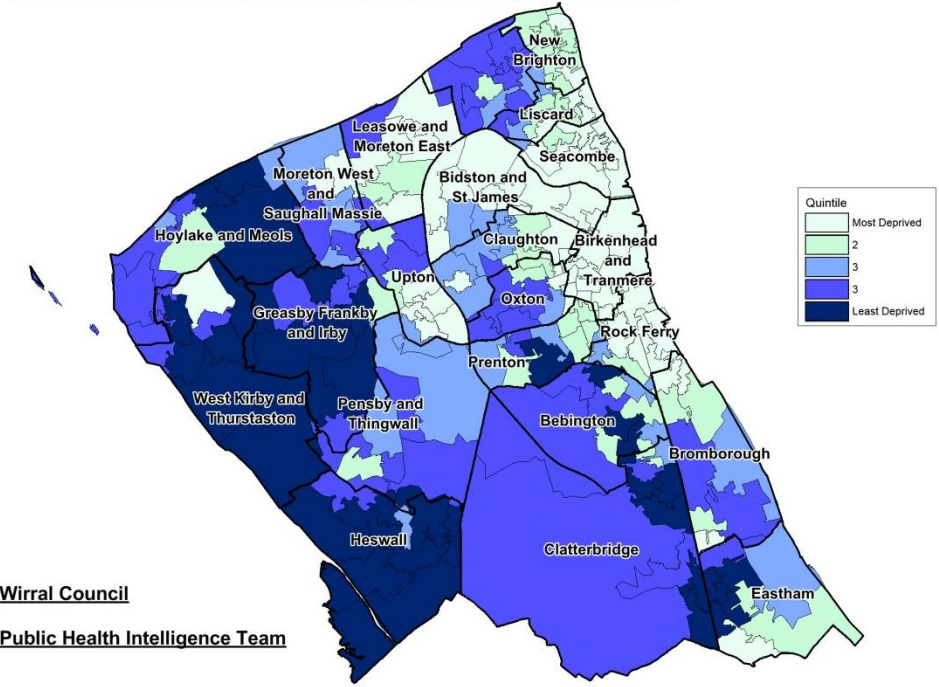 New
Brighton
Liscard
Leasowe and
Moreton East
Seacombe
Moreton West
and
Saughall Massie
Bidston and
St James
Hoylake and Meols
Claughton
Birkenhead
and
Tranmere
Upton
Oxton
Greasby Frankby
and Irby
Rock Ferry
Prenton
West Kirby and
Thurstaston
Pensby and
Thingwall
Bebington
Bromborough
Heswall
Clatterbridge
Eastham
Quintile
Most Deprived
2
3
3
Least Deprived
Wirral Council
Public Health Intelligence Team